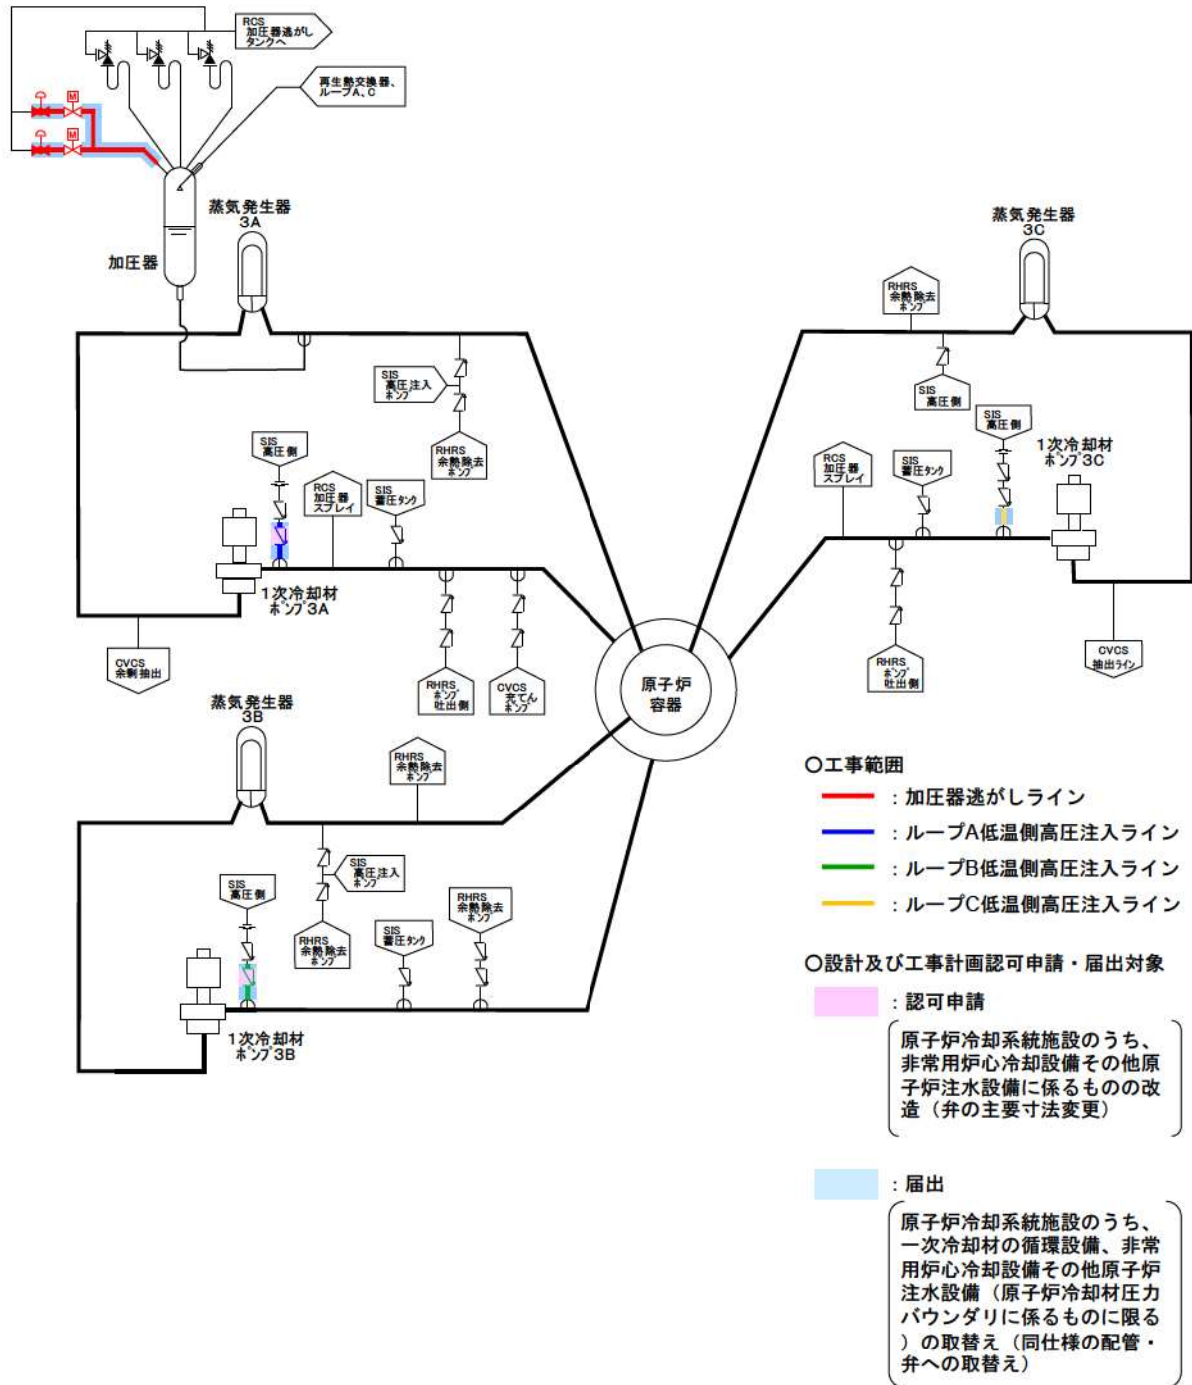 RCS
加圧器逃がし
タンクへ
再生熱交換器、
ループA、C
M
M
加圧器
蒸気発生器
3A
蒸気発生器
3C
RHRS
余熱除去
ポンプ
SIS
高圧注入
ポンプ
SIS
高圧側
SIS
高圧側
SIS
高圧側
RHRS
余熱除去
ポンプ
RCS
加圧器
スプレイ
SIS
蓄圧タンク
RCS
加圧器
スプレイ
SIS
蓄圧タンク
1次冷却材
ポンプ3C
1次冷却材
ポンプ3A
CVCS
余剰抽出
RHRS
ポンプ
吐出側
CVCS
充てん
ポンプ
原子炉
容器
RHRS
ポンプ
吐出側
CVCS
抽出ライン
蒸気発生器
3B
RHRS
余熱除去
ポンプ
SIS
高圧側
SIS
高圧注入
ポンプ
RHRS
余熱除去
ポンプ
RHRS
余熱除去
ポンプ
SIS
蓄圧タンク
1次冷却材
ポンプ3B
○工事範囲
：加圧器逃がしライン
：ループA低温側高圧注入ライン
：ループB低温側高圧注入ライン
：ループC低温側高圧注入ライン
○設計及び工事計画認可申請・届出対象
：認可申請
原子炉冷却系統施設のうち、
非常用炉心冷却設備その他原
子炉注水設備に係るものの改
造（弁の主要寸法変更）
：届出
原子炉冷却系統施設のうち、
一次冷却材の循環設備、非常
用炉心冷却設備その他原子炉
注水設備（原子炉冷却材圧力
バウンダリに係るものに限る
）の取替え（同仕様の配管・
弁への取替え）